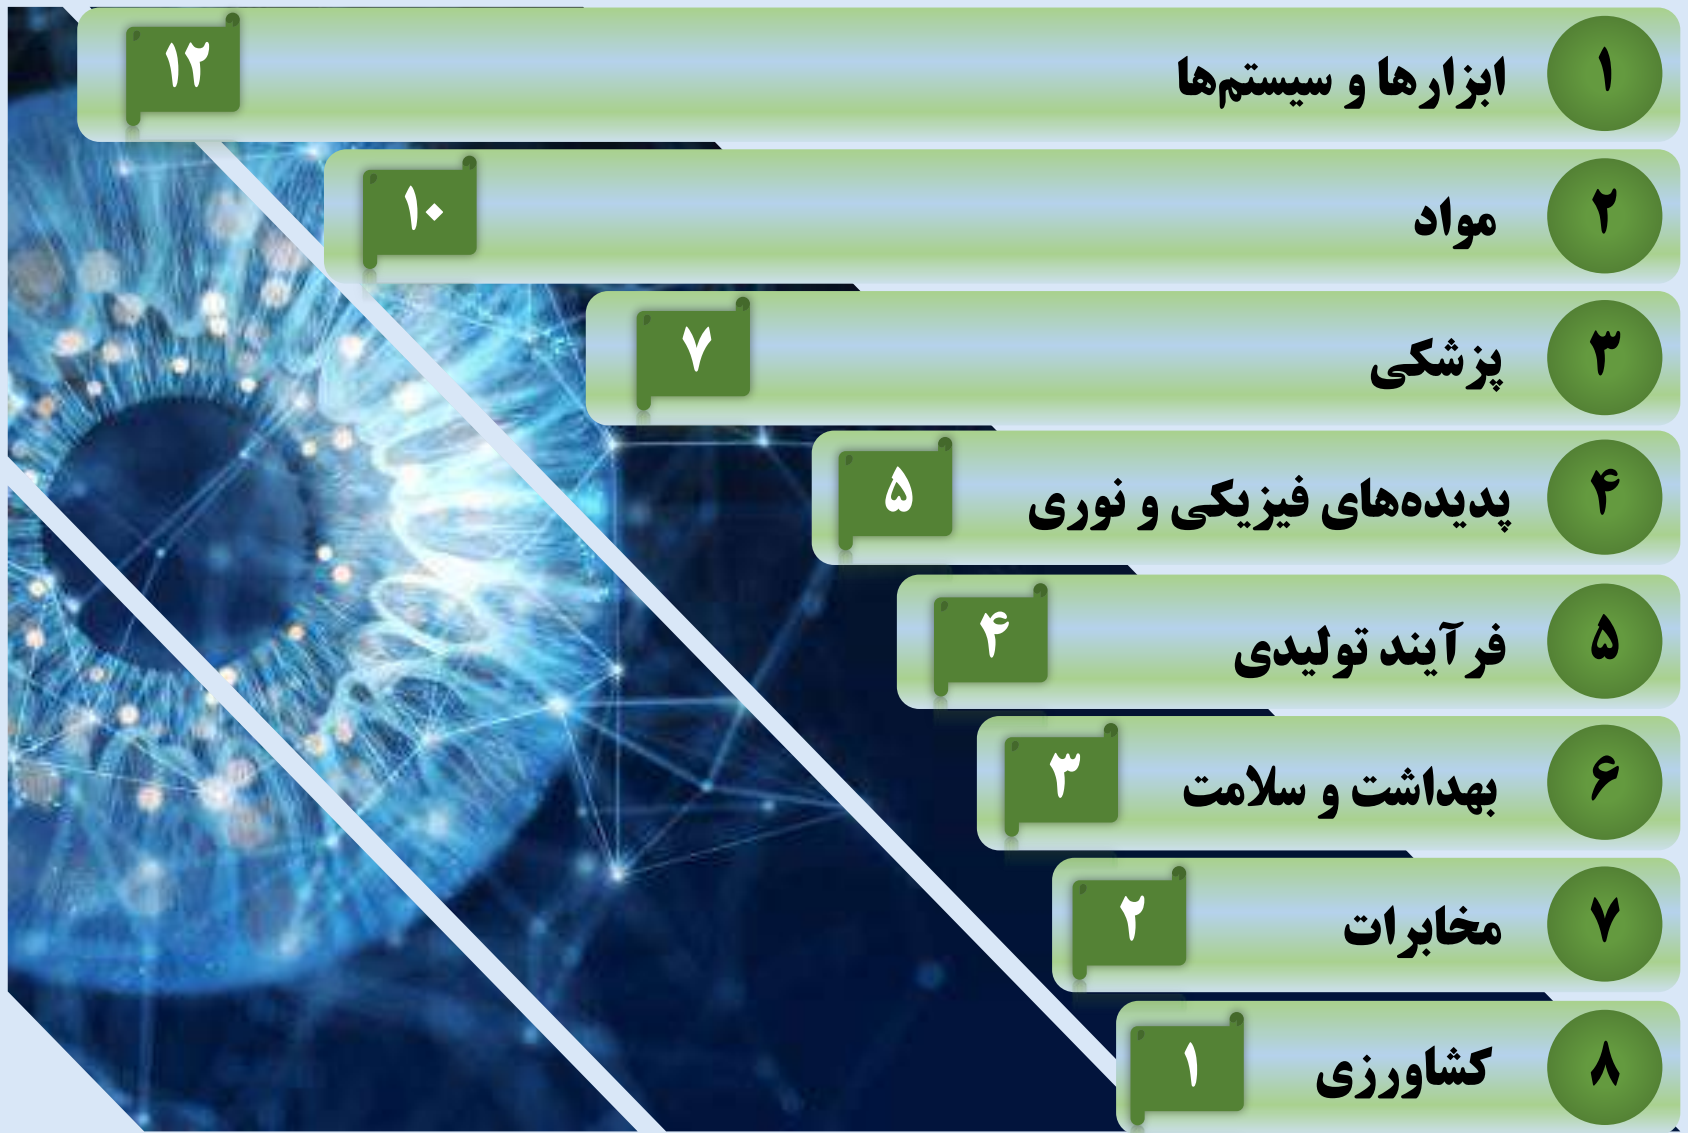 ۱ ابزارها و سیستم‌ها ۱۲
۲ مواد ۱۰
۳ پزشکی ۷
۴ پدیده‌های فیزیکی و نوری ۵
۵ فرآیند تولیدی ۴
۶ بهداشت و سلامت ۳
۷ مخابرات ۲
۸ کشاورزی ۱